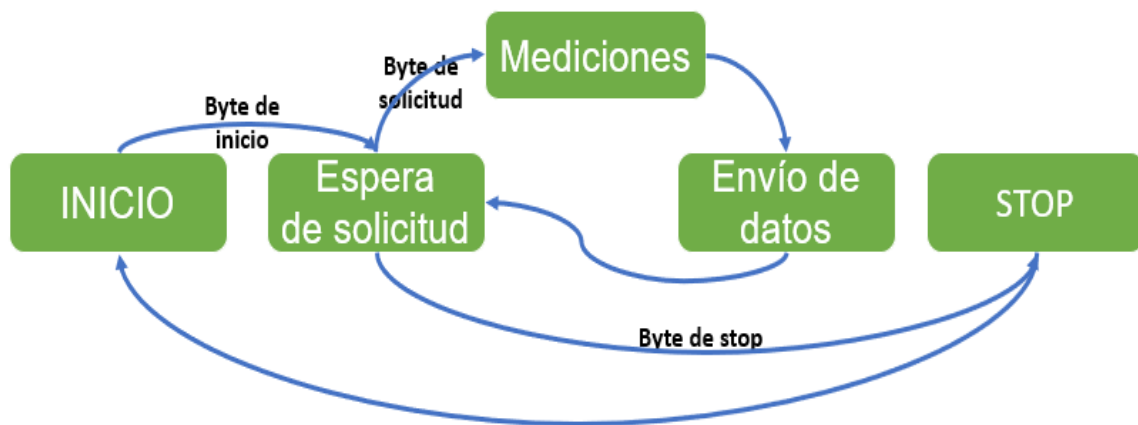 Mediciones
Byte de
solicitud
Byte de
inicio
INICIO
Espera
de solicitud
Envío de
datos
STOP
Byte de stop